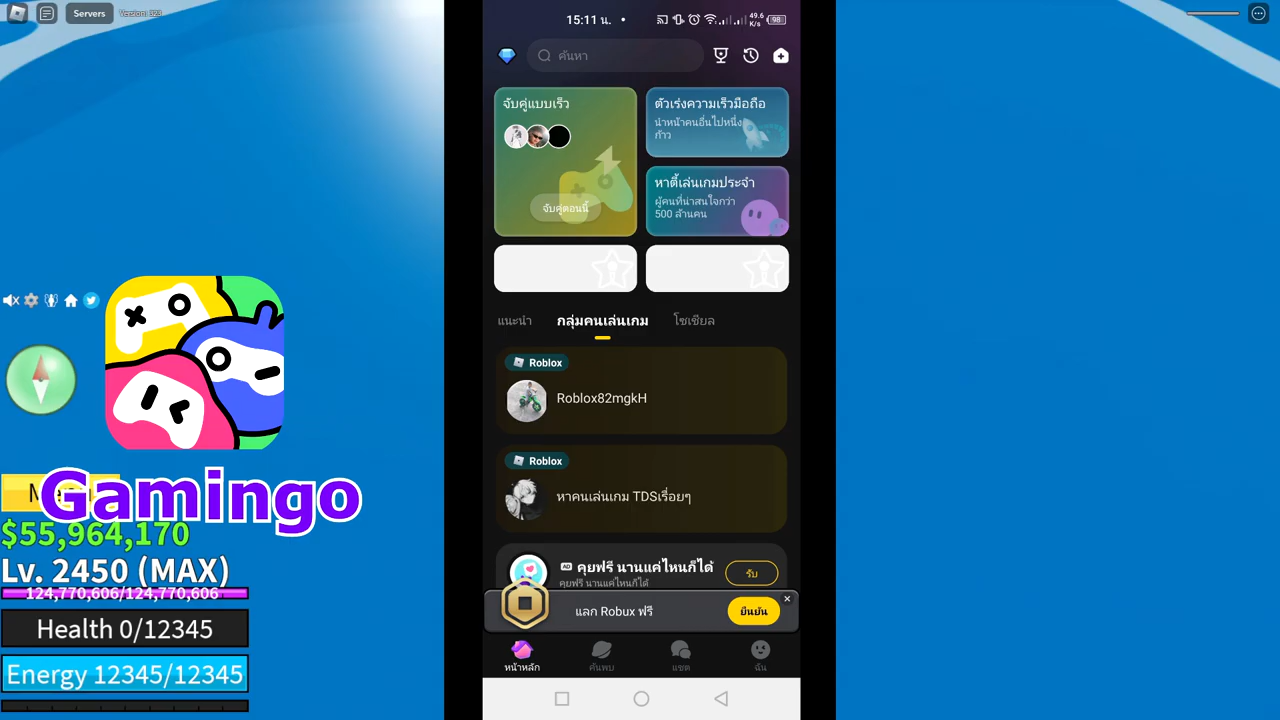 Servers
Version: 323
15:11 น.
49.6 K/s
98
ค้นหา
จับคู่แบบเร็ว
จับคู่ตอนนี้
ตัวเร่งความเร็วมือถือ
นำหน้าคนอื่นไปหนึ่ง
ก้าว
หาตี้เล่นเกมประจำ
ผู้คนที่น่าสนใจกว่า
500 ล้านคน
แนะนำ
กลุ่มคนเล่นเกม
โซเชียล
Roblox
Roblox82mgkH
Roblox
หาคนเล่นเกม TDSเรื่อยๆ
AD คุยฟรี นานแค่ไหนก็ได้
คุยฟรี นานแค่ไหนก็ได้
รับ
แลก Robux ฟรี
ยืนยัน
หน้าหลัก
ค้นพบ
แชต
ฉัน
Gamingo
$55,964,170
Lv. 2450 (MAX)
124,770,606/124,770,606
Health 0/12345
Energy 12345/12345